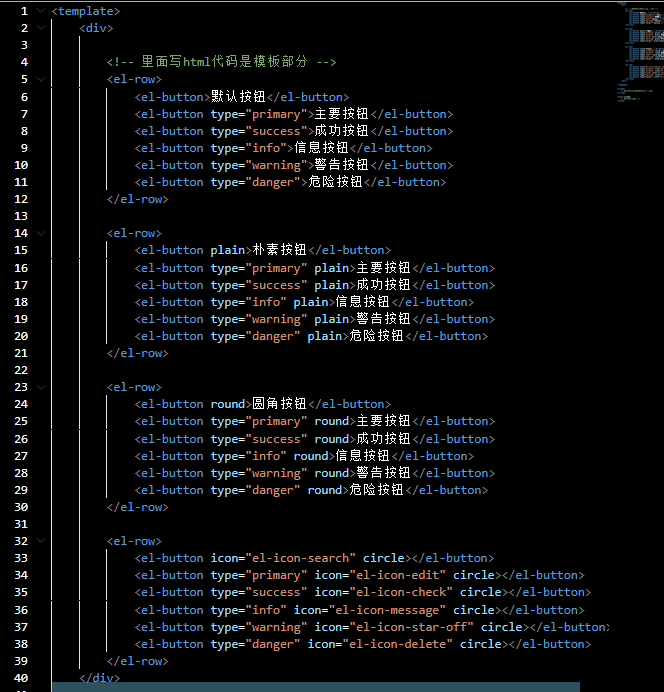 1 <template>
2 <div>
3
4 <!-- 里面写html代码是模板部分 -->
5 <el-row>
6 <el-button>默认按钮</el-button>
7 <el-button type="primary">主要按钮</el-button>
8 <el-button type="success">成功按钮</el-button>
9 <el-button type="info">信息按钮</el-button>
10 <el-button type="warning">警告按钮</el-button>
11 <el-button type="danger">危险按钮</el-button>
12 </el-row>
13
14 <el-row>
15 <el-button plain>朴素按钮</el-button>
16 <el-button type="primary" plain>主要按钮</el-button>
17 <el-button type="success" plain>成功按钮</el-button>
18 <el-button type="info" plain>信息按钮</el-button>
19 <el-button type="warning" plain>警告按钮</el-button>
20 <el-button type="danger" plain>危险按钮</el-button>
21 </el-row>
22
23 <el-row>
24 <el-button round>圆角按钮</el-button>
25 <el-button type="primary" round>主要按钮</el-button>
26 <el-button type="success" round>成功按钮</el-button>
27 <el-button type="info" round>信息按钮</el-button>
28 <el-button type="warning" round>警告按钮</el-button>
29 <el-button type="danger" round>危险按钮</el-button>
30 </el-row>
31
32 <el-row>
33 <el-button icon="el-icon-search" circle></el-button>
34 <el-button type="primary" icon="el-icon-edit" circle></el-button>
35 <el-button type="success" icon="el-icon-check" circle></el-button>
36 <el-button type="info" icon="el-icon-message" circle></el-button>
37 <el-button type="warning" icon="el-icon-star-off" circle></el-button>
38 <el-button type="danger" icon="el-icon-delete" circle></el-button>
39 </el-row>
40 </div>